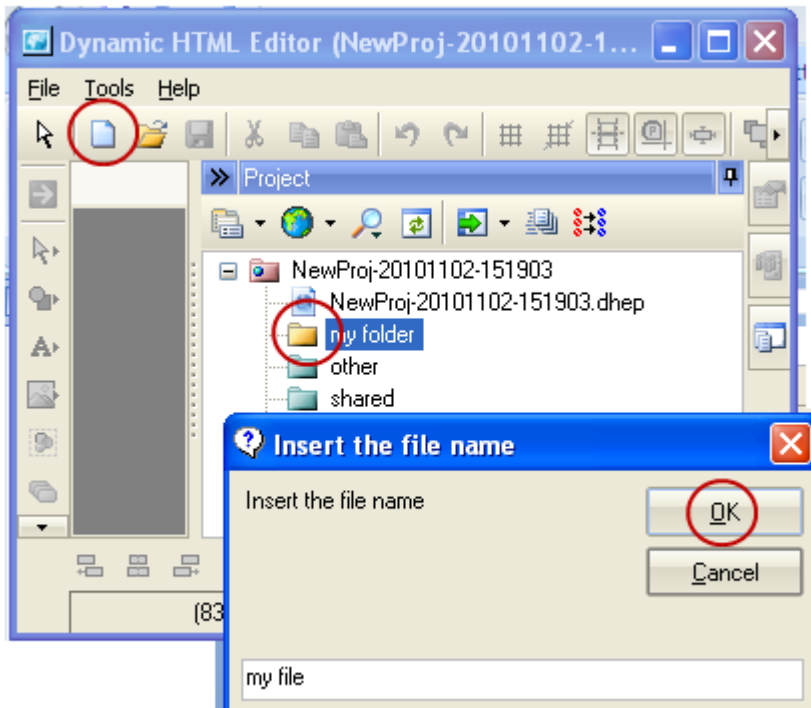 Dynamic HTML Editor (NewProj-20101102-1...
File Tools Help
Project
NewProj-20101102-151903
NewProj-20101102-151903.dhep
my folder
other
shared
Insert the file name
Insert the file name
OK
Cancel
(83
my file